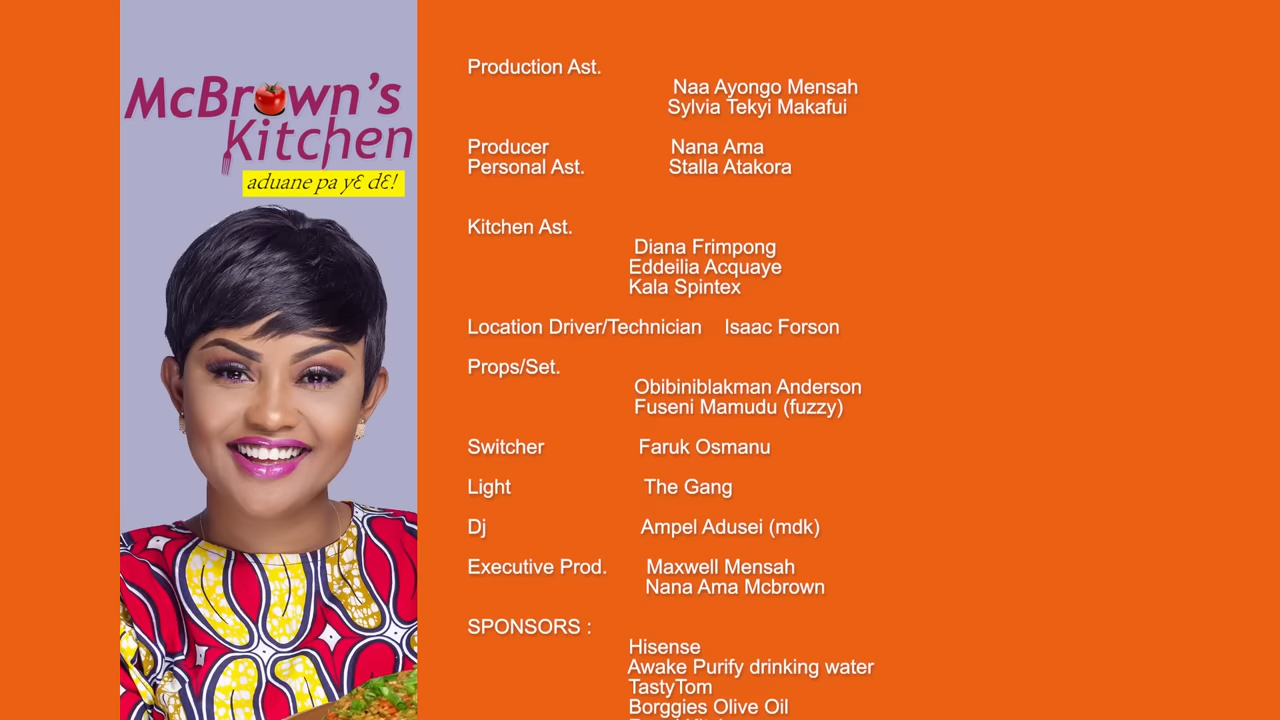 McBrown's
Kitchen
aduane pa yƐ dƐ!
Production Ast.
Naa Ayongo Mensah
Sylvia Tekyi Makafui
Producer Nana Ama
Personal Ast. Stalla Atakora
Kitchen Ast.
Diana Frimpong
Eddeilia Acquaye
Kala Spintex
Location Driver/Technician Isaac Forson
Props/Set.
Obibiniblakman Anderson
Fuseni Mamudu (fuzzy)
Switcher Faruk Osmanu
Light The Gang
Dj Ampel Adusei (mdk)
Executive Prod. Maxwell Mensah
Nana Ama Mcbrown
SPONSORS :
Hisense
Awake Purify drinking water
TastyTom
Borggies Olive Oil